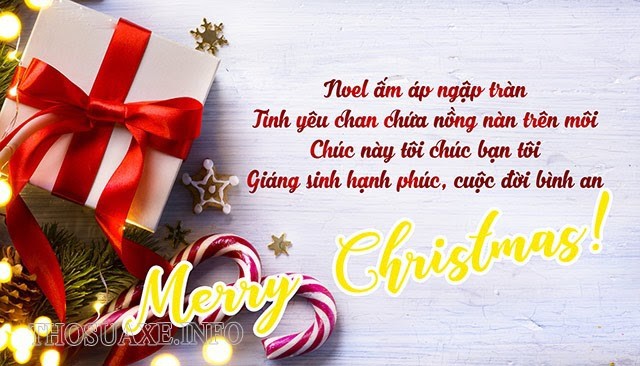 Noel ấm áp ngập tràn
Tình yêu chan chứa nồng nàn trên môi
Chúc này tôi chúc bạn tôi
Giáng sinh hạnh phúc, cuộc đời bình an
Merry Christmas!
THOSUAXE.INFO